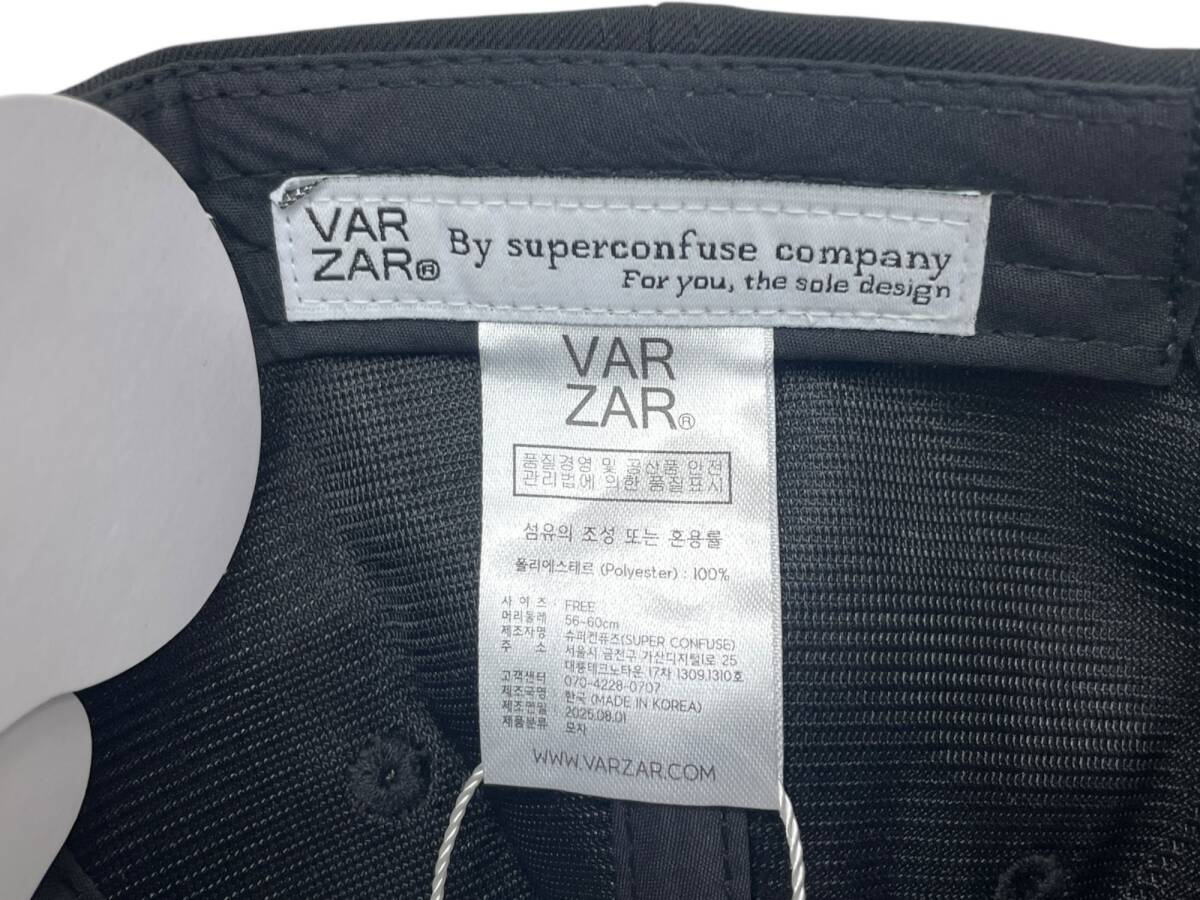 VAR
ZAR®
By superconfuse company
For you, the sole design
VAR
ZAR®
품질경영 및 공산품 안전
관리법에 의한 품질표시
섬유의 조성 또는 혼용률
폴리에스테르 (Polyester) : 100%
사 이 즈 : FREE
머리둘레 56~60cm
제조자명 슈퍼컨퓨즈(SUPER CONFUSE)
주 소 서울시 금천구 가산디지털1로 25
대륭테크노타운 17차 1309,1310호
고객센터 070-4228-0707
제조국명 한국 (MADE IN KOREA)
제조연월 2025.08.01
제품분류 모자
WWW.VARZAR.COM